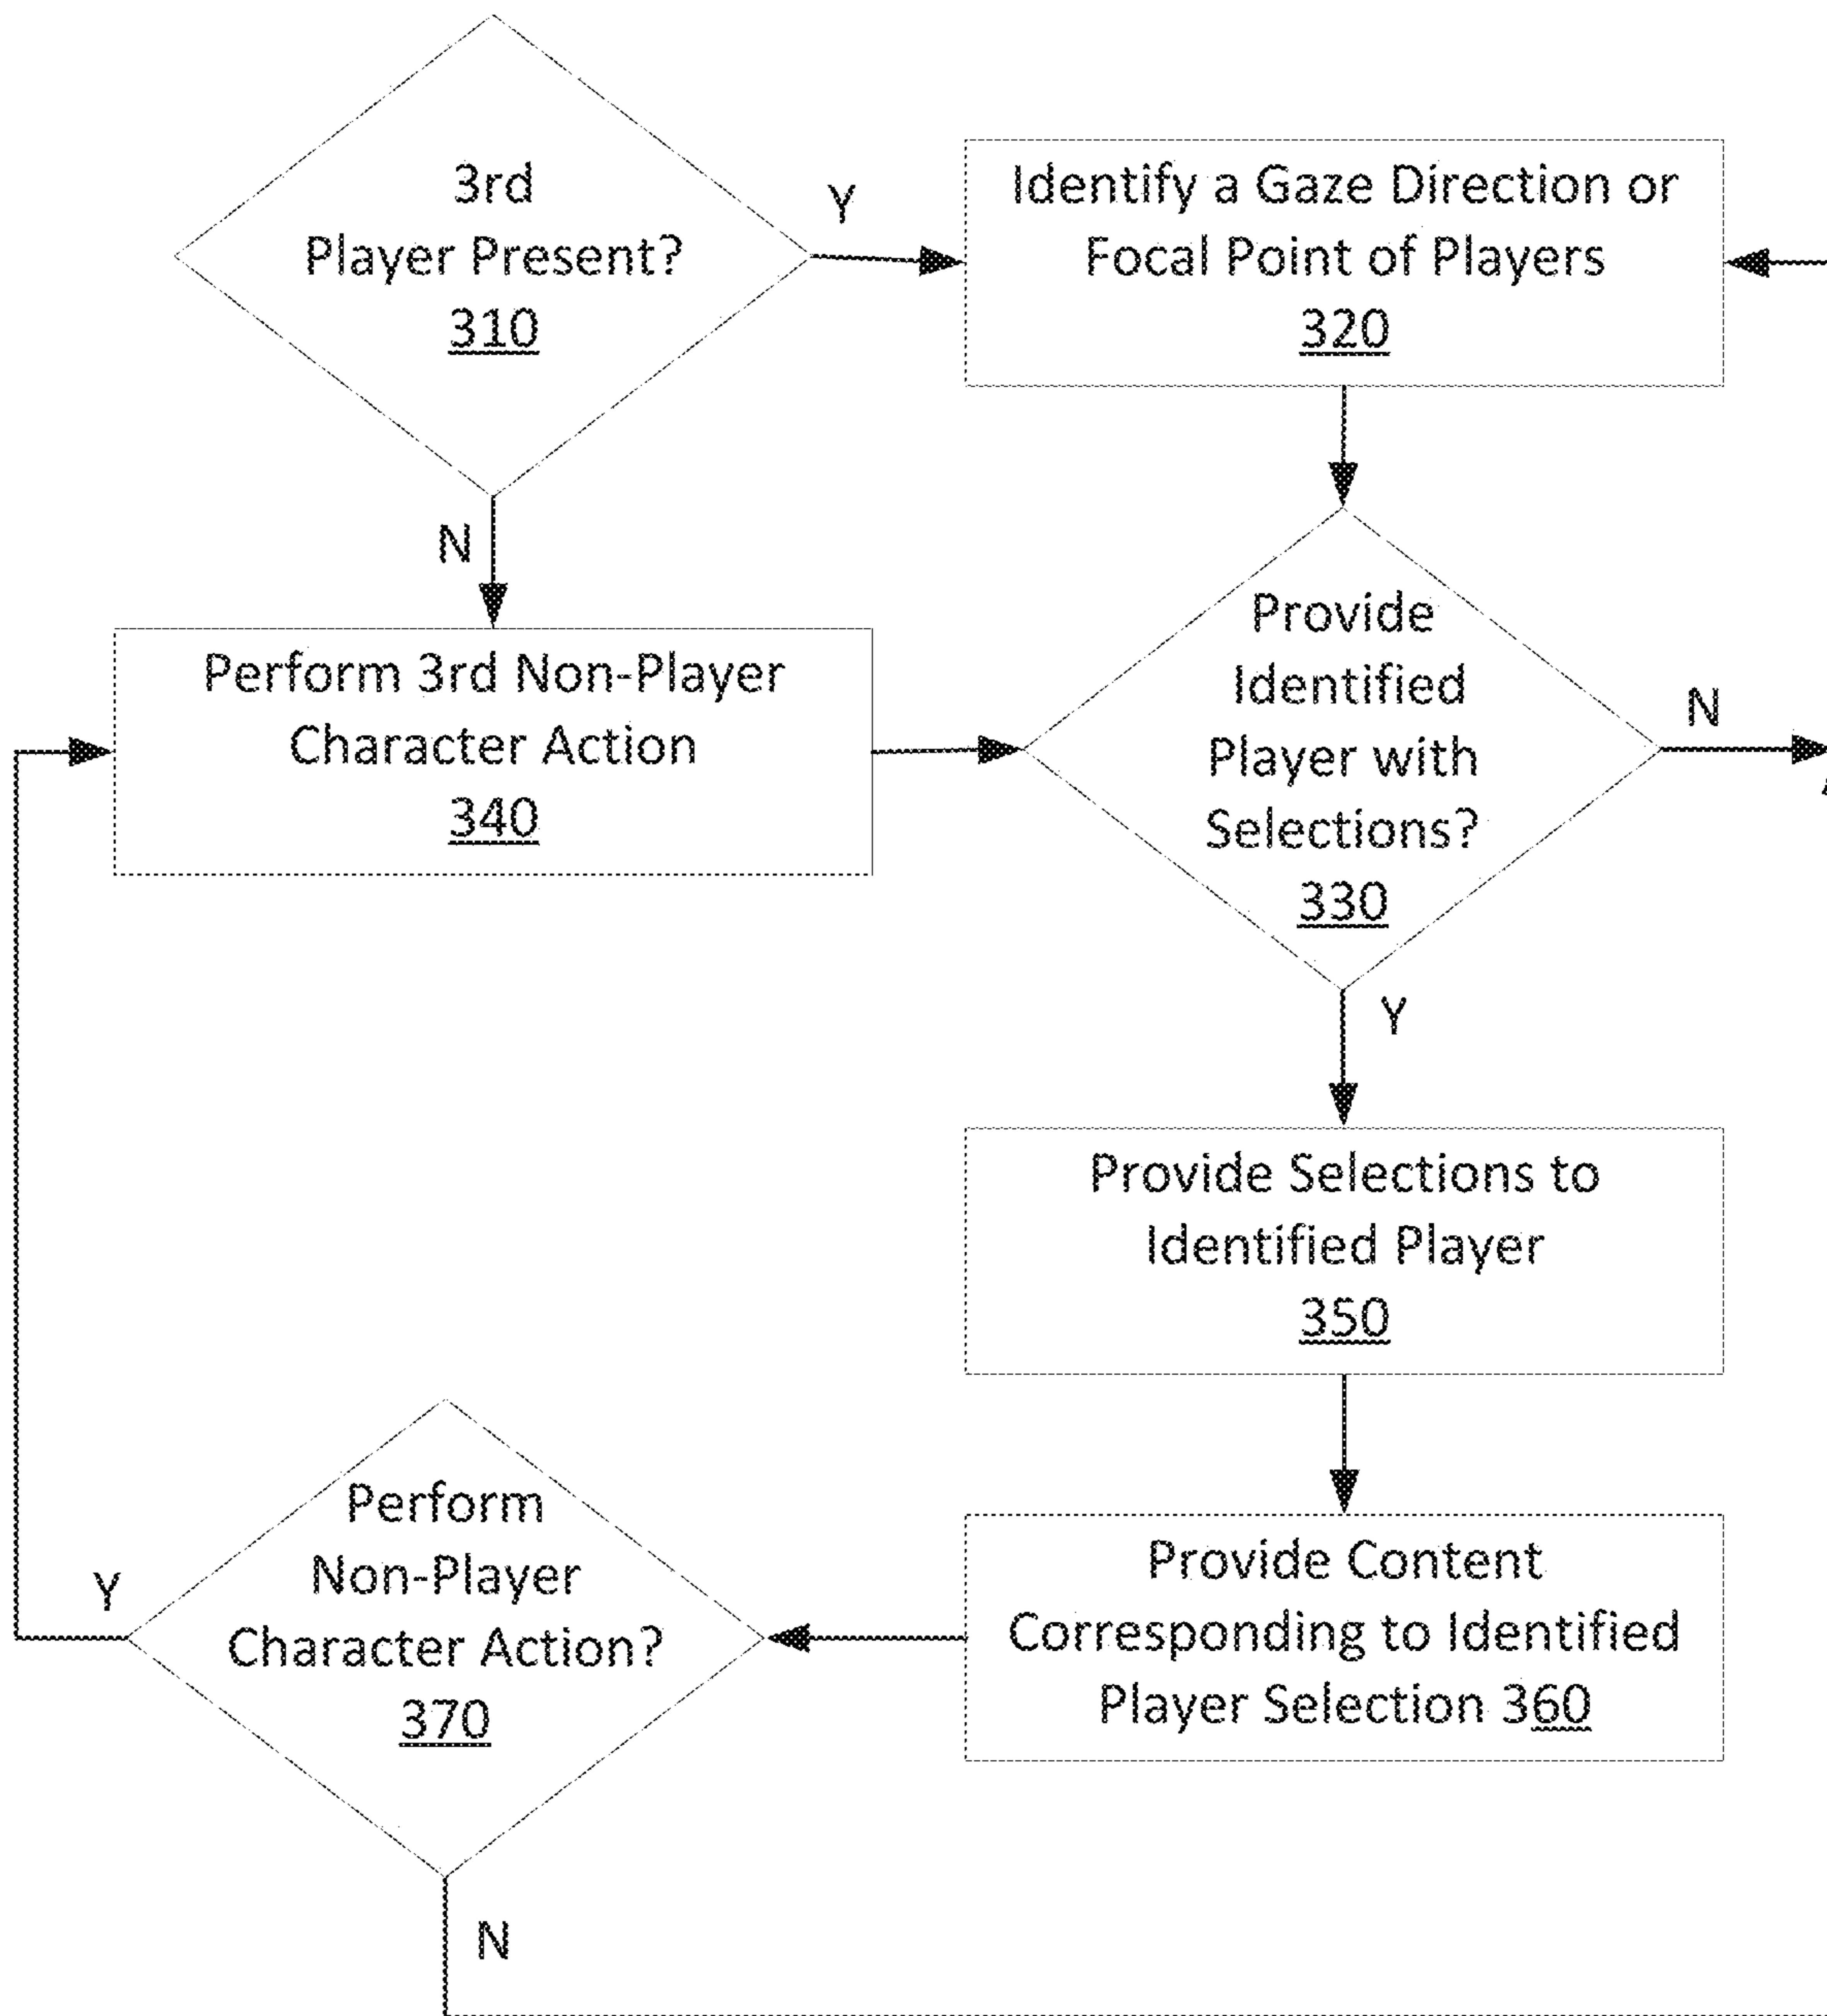 3rd
Player Present?
310
Y
Identify a Gaze Direction or
Focal Point of Players
320
N
Perform 3rd Non-Player
Character Action
340
Provide
Identified
Player with
Selections?
330
N
Y
Provide Selections to
Identified Player
350
Perform
Non-Player
Character Action?
370
Y
Provide Content
Corresponding to Identified
Player Selection 360
N